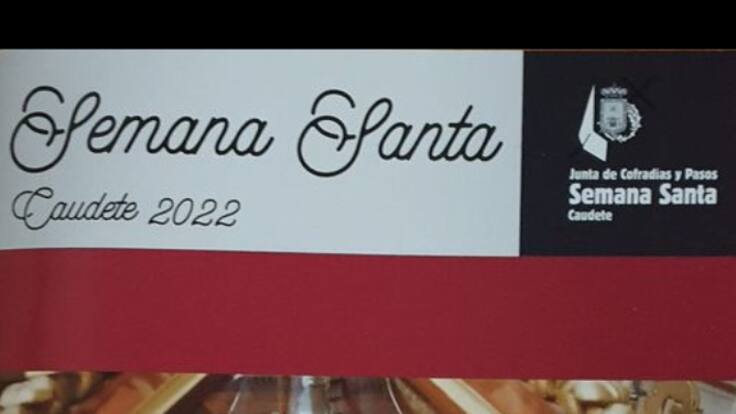 Semana Santa
Caudete 2022
Junta de Cofradías y Pasos
Semana Santa
Caudete